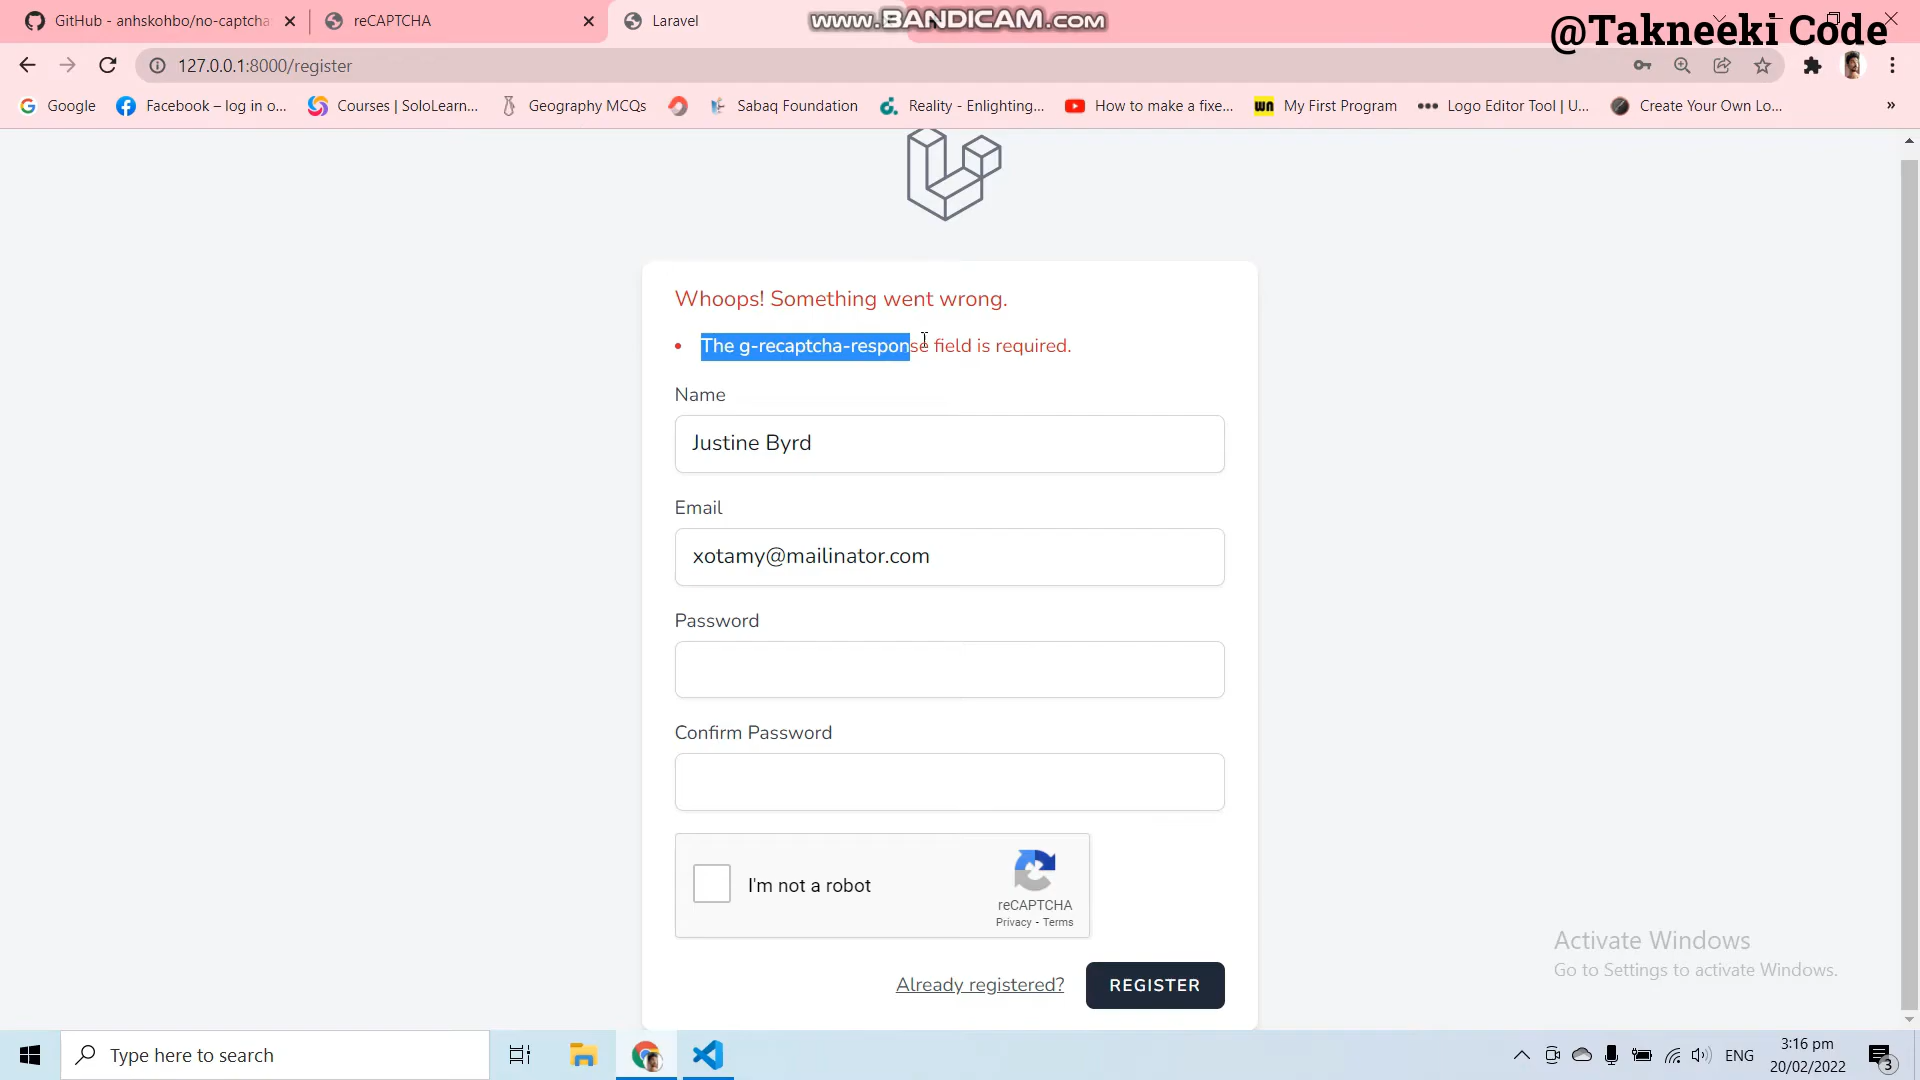 GitHub - anhskohbo/no-captcha
reCAPTCHA
Laravel
www.BANDICAM.com
@Takneeki Code
127.0.0.1:8000/register
Google
Facebook – log in o...
Courses | SoloLearn...
Geography MCQs
Sabaq Foundation
Reality - Enlighting...
How to make a fixe...
wn
My First Program
Logo Editor Tool | U...
Create Your Own Lo...
»
Whoops! Something went wrong.
• The g-recaptcha-response field is required.
Name
Justine Byrd
Email
xotamy@mailinator.com
Password
Confirm Password
I'm not a robot
reCAPTCHA
Privacy - Terms
Already registered?
REGISTER
Activate Windows
Go to Settings to activate Windows.
Type here to search
ENG
3:16 pm
20/02/2022
3